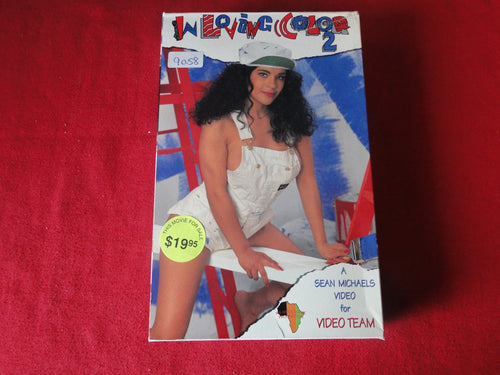 IN LOVING COLOR
2
9058
THIS MOVIE FOR SALE
$19.95
A
SEAN MICHAELS
VIDEO
for
VIDEO TEAM